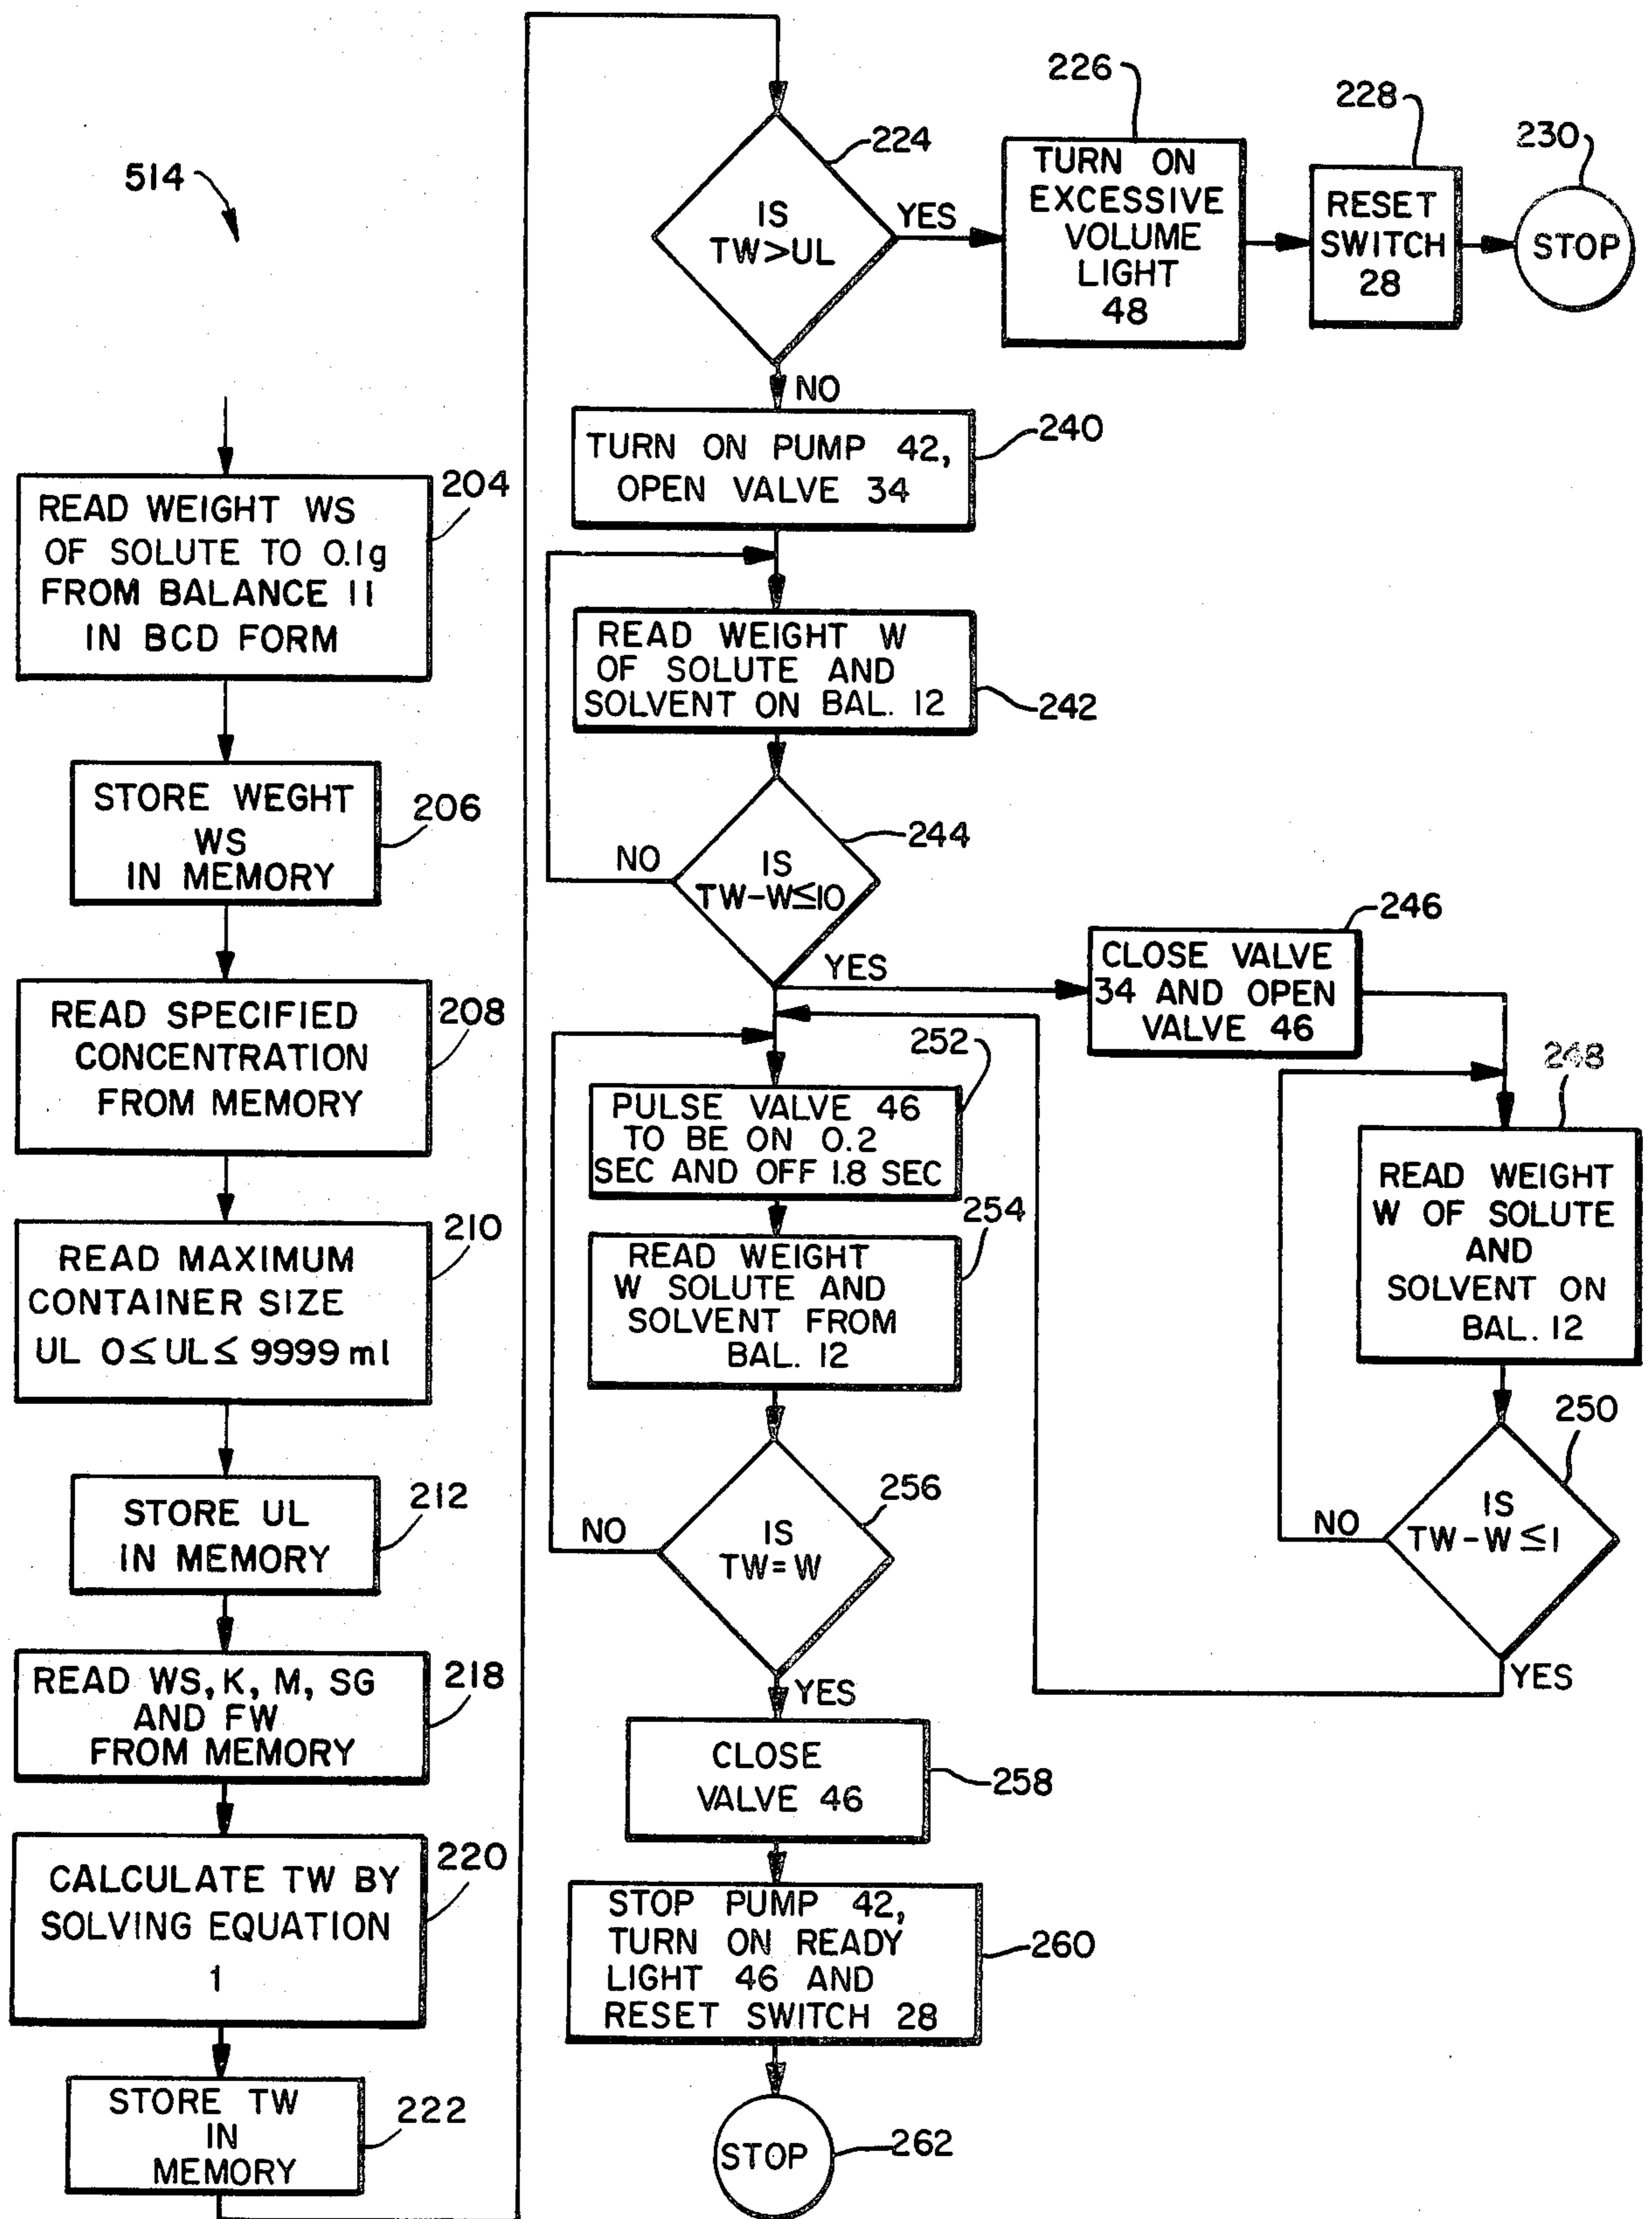 514
204
READ WEIGHT WS
OF SOLUTE TO 0.1g
FROM BALANCE 11
IN BCD FORM
206
STORE WEGHT
WS
IN MEMORY
208
READ SPECIFIED
CONCENTRATION
FROM MEMORY
210
READ MAXIMUM
CONTAINER SIZE
UL 0≤UL≤ 9999 ml
212
STORE UL
IN MEMORY
218
READ WS, K, M, SG
AND FW
FROM MEMORY
220
CALCULATE TW BY
SOLVING EQUATION
1
222
STORE TW
IN
MEMORY
224
IS
TW>UL
YES
NO
226
TURN ON
EXCESSIVE
VOLUME
LIGHT
48
228
RESET
SWITCH
28
230
STOP
240
TURN ON PUMP 42,
OPEN VALVE 34
242
READ WEIGHT W
OF SOLUTE AND
SOLVENT ON BAL. 12
244
IS
TW-W≤10
NO
YES
246
CLOSE VALVE
34 AND OPEN
VALVE 46
248
READ WEIGHT
W OF SOLUTE
AND
SOLVENT ON
BAL. 12
250
IS
TW-W≤1
NO
YES
252
PULSE VALVE 46
TO BE ON 0.2
SEC AND OFF 1.8 SEC
254
READ WEIGHT
W SOLUTE AND
SOLVENT FROM
BAL. 12
256
IS
TW=W
NO
YES
258
CLOSE
VALVE 46
260
STOP PUMP 42,
TURN ON READY
LIGHT 46 AND
RESET SWITCH 28
262
STOP